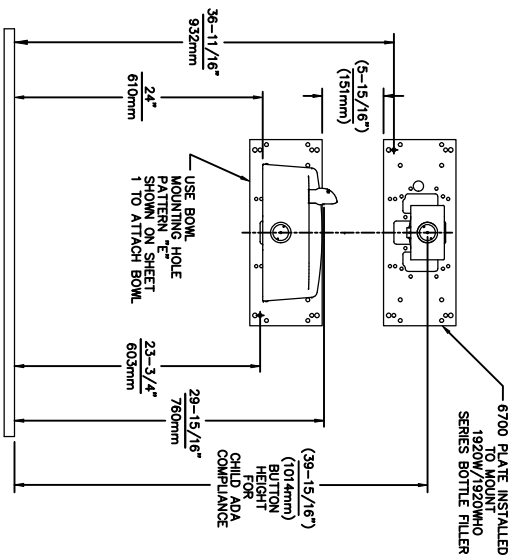 6700 PLATE INSTALLED
TO MOUNT
1920W/1920WHO
SERIES BOTTLE FILLER
36-11/16"
932mm
(5-15/16")
(151mm)
24"
610mm
USE BOWL
MOUNTING HOLE
PATTERN "E"
SHOWN ON SHEET
1 TO ATTACH BOWL
23-3/4"
603mm
29-15/16"
760mm
(39-15/16")
(1014mm)
BUTTON
HEIGHT
FOR
CHILD ADA
COMPLIANCE